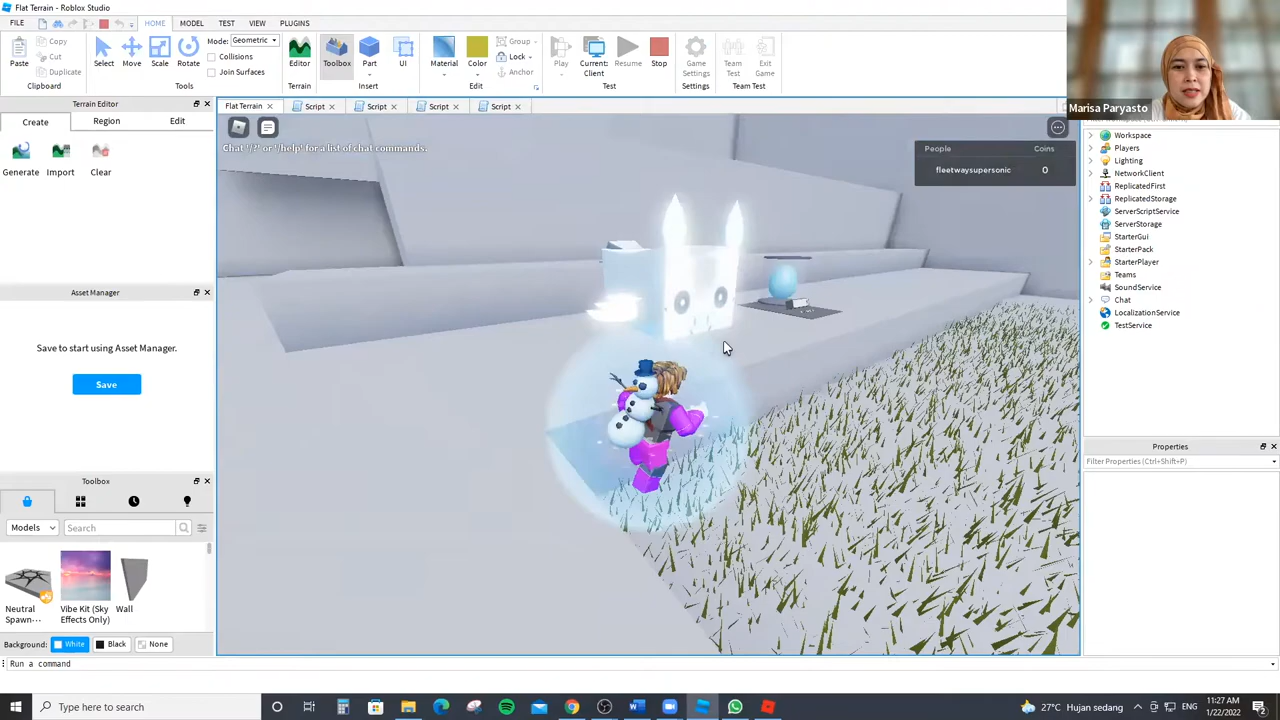 Flat Terrain - Roblox Studio
FILE
HOME
MODEL
TEST
VIEW
PLUGINS
Paste
Copy
Cut
Duplicate
Clipboard
Select
Move
Scale
Rotate
Mode: Geometric
Collisions
Join Surfaces
Tools
Editor
Terrain
Toolbox
Part
UI
Insert
Material
Color
Group
Lock
Anchor
Edit
Play
Current: Client
Resume
Stop
Test
Game Settings
Settings
Team Test
Exit Game
Team Test
Marisa Paryasto
Terrain Editor
Create
Region
Edit
Generate
Import
Clear
Asset Manager
Save to start using Asset Manager.
Save
Toolbox
Models
Search
Neutral Spawn...
Vibe Kit (Sky Effects Only)
Wall
Background:
White
Black
None
Flat Terrain
Script
Script
Script
Script
Chat '/?' or '/help' for a list of chat commands.
People Coins
fleetwaysupersonic 0
Workspace
Players
Lighting
NetworkClient
ReplicatedFirst
ReplicatedStorage
ServerScriptService
ServerStorage
StarterGui
StarterPack
StarterPlayer
Teams
SoundService
Chat
LocalizationService
TestService
Properties
Filter Properties (Ctrl+Shift+P)
Run a command
Type here to search
27°C Hujan sedang
ENG
11:27 AM
1/22/2022
2